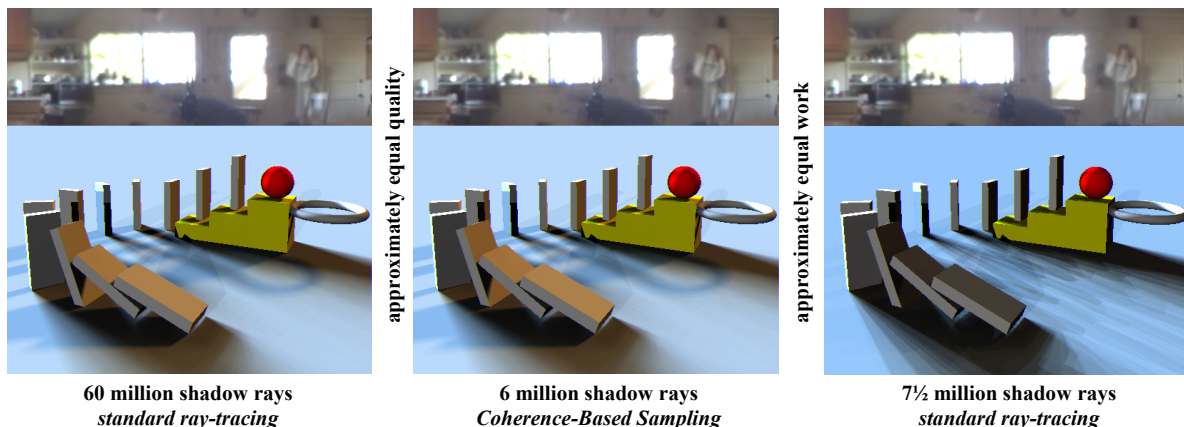 approximately equal quality
approximately equal work
60 million shadow rays
standard ray-tracing
6 million shadow rays
Coherence-Based Sampling
7½ million shadow rays
standard ray-tracing